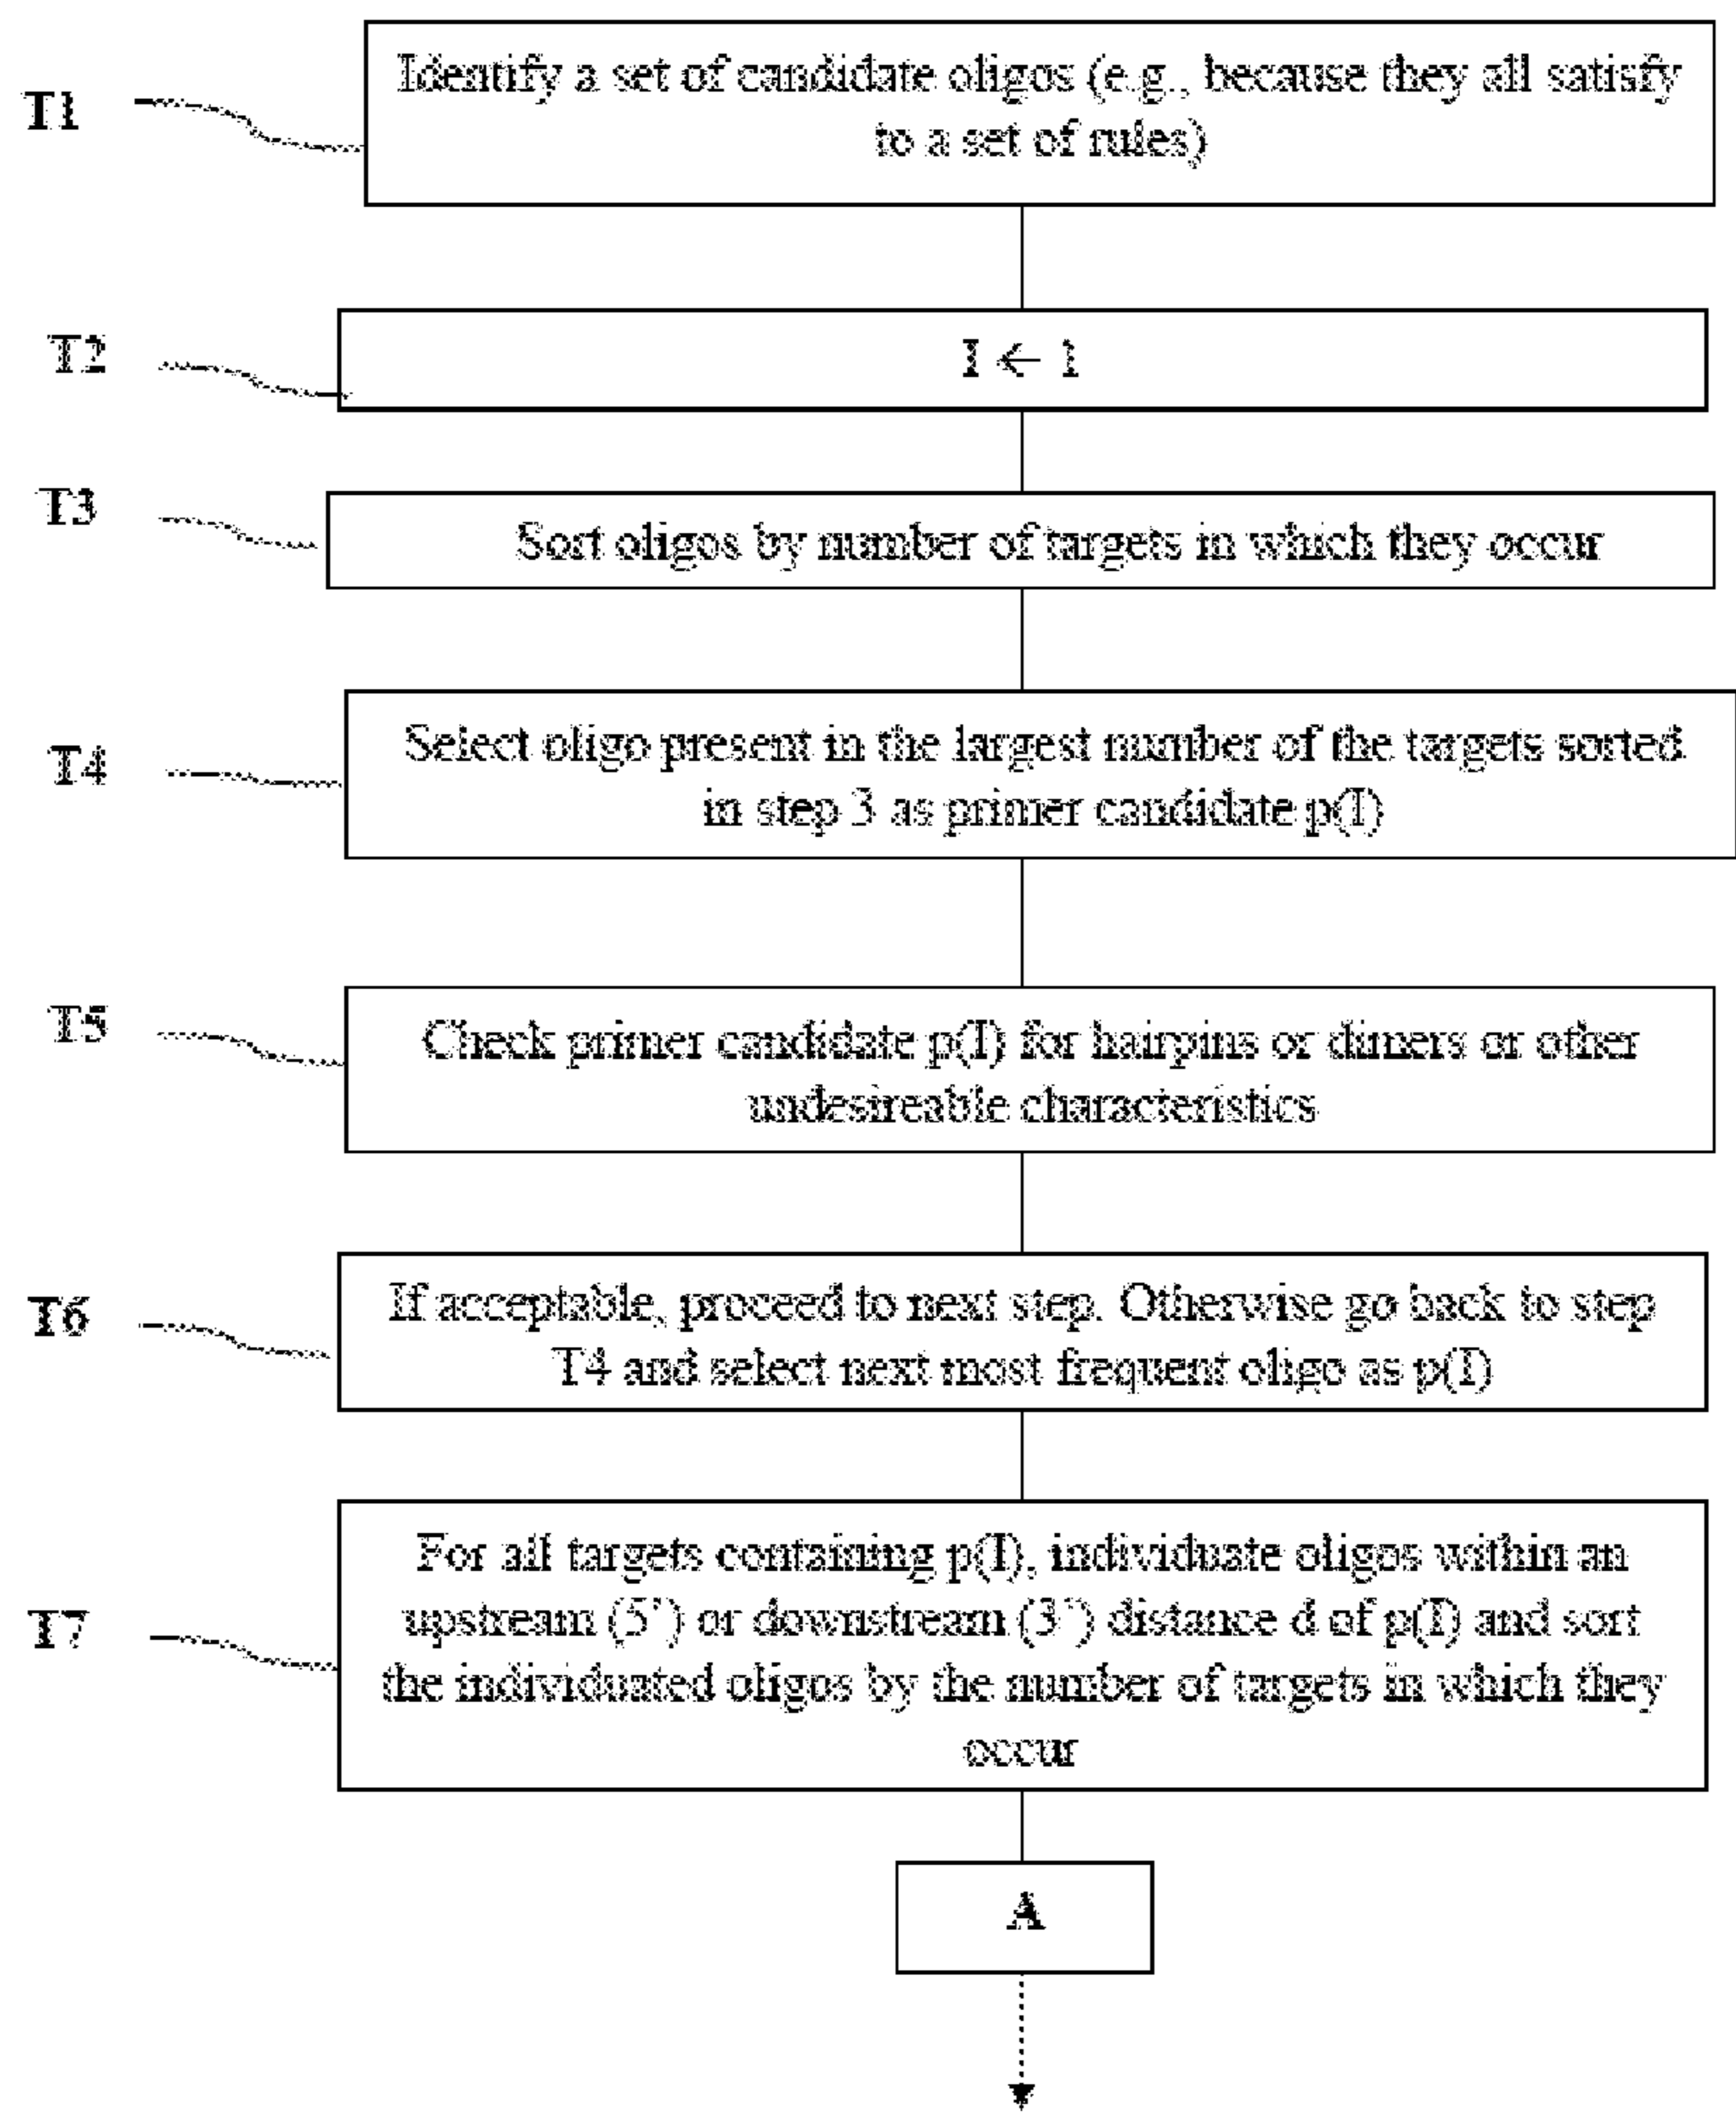 T1
Identify a set of candidate oligos (e.g., because they all satisfy
to a set of rules)
T2
I ← 1
T3
Sort oligos by number of targets in which they occur
T4
Select oligo present in the largest number of the targets sorted
in step 3 as primer candidate p(I)
T5
Check primer candidate p(I) for hairpins or dimers or other
undesireable characteristics
T6
If acceptable, proceed to next step. Otherwise go back to step
T4 and select next most frequent oligo as p(I)
T7
For all targets containing p(I), individuate oligos within an
upstream (5') or downstream (3') distance d of p(I) and sort
the individuated oligos by the number of targets in which they
occur
A